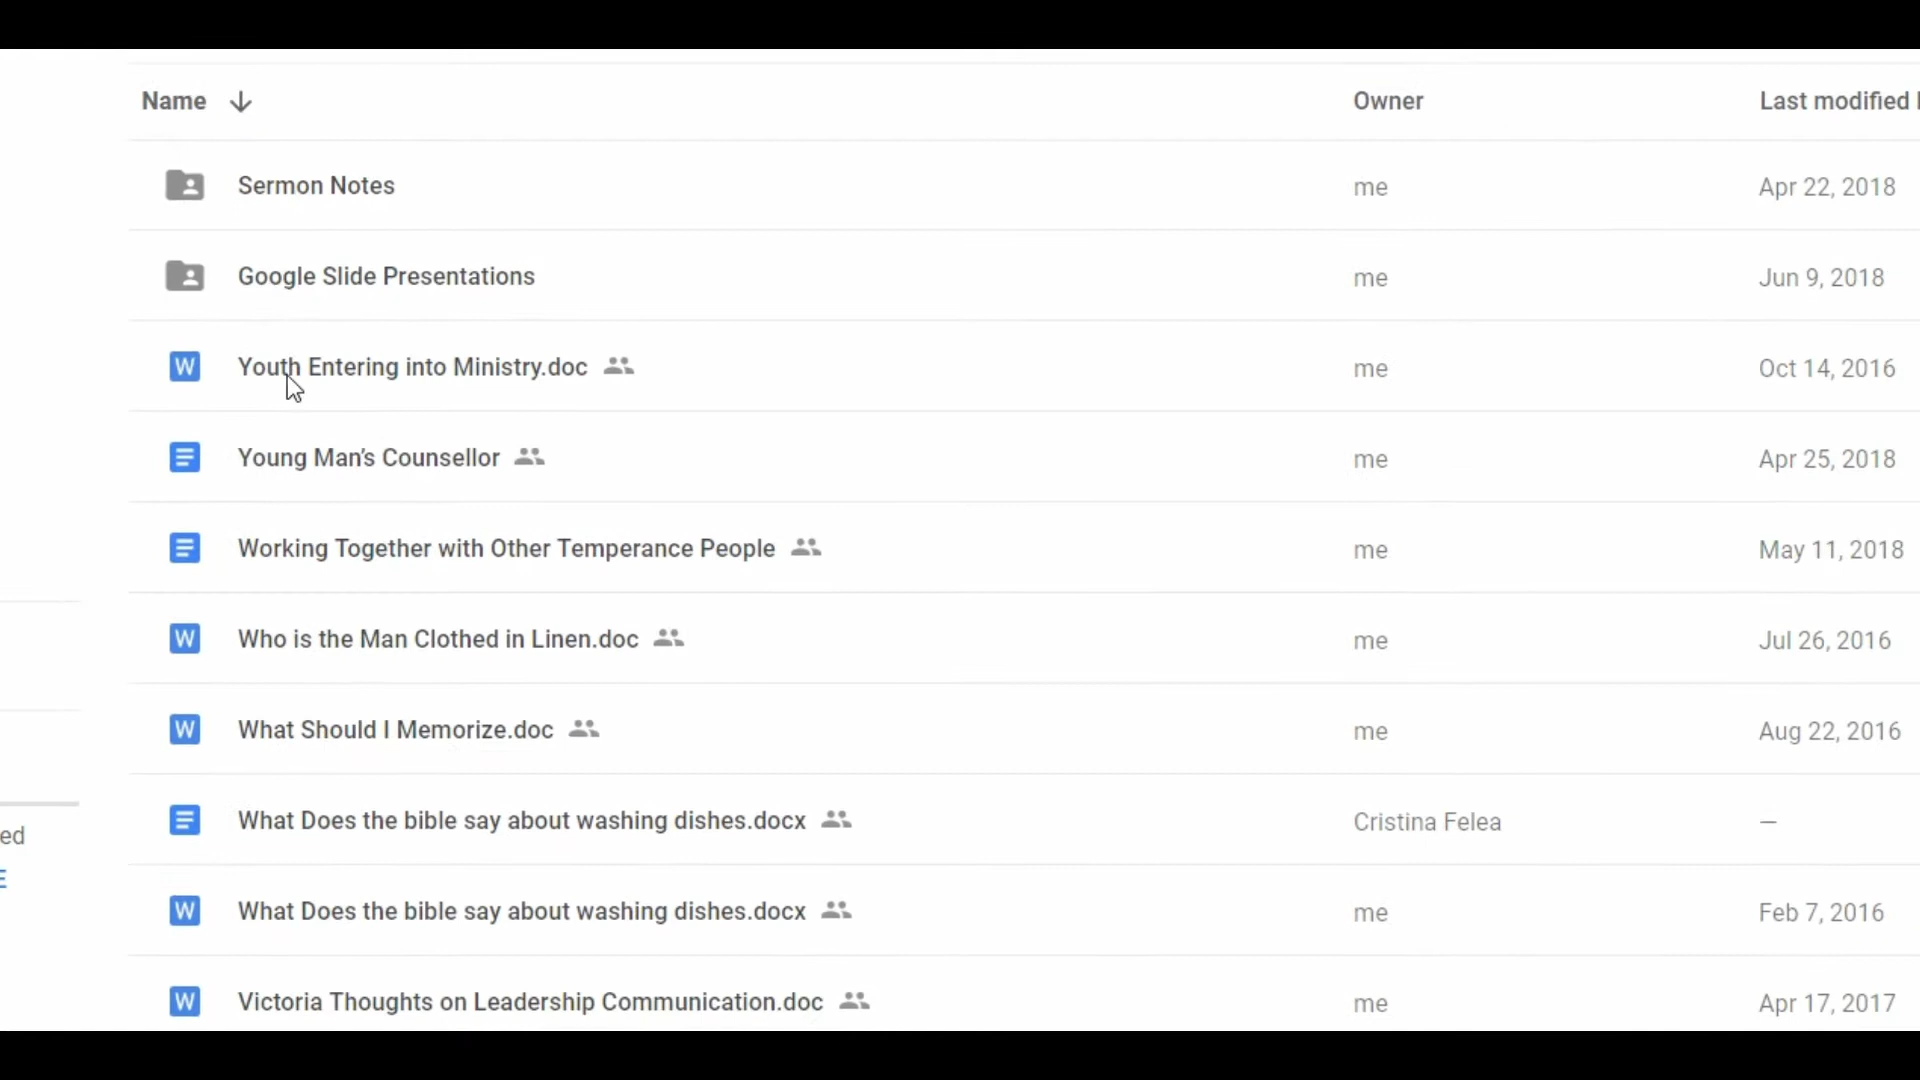 Name Owner Last modified
Sermon Notes me Apr 22, 2018
Google Slide Presentations me Jun 9, 2018
W Youth Entering into Ministry.doc me Oct 14, 2016
Young Man's Counsellor me Apr 25, 2018
Working Together with Other Temperance People me May 11, 2018
W Who is the Man Clothed in Linen.doc me Jul 26, 2016
W What Should I Memorize.doc me Aug 22, 2016
What Does the bible say about washing dishes.docx Cristina Felea —
ed
E
W What Does the bible say about washing dishes.docx me Feb 7, 2016
W Victoria Thoughts on Leadership Communication.doc me Apr 17, 2017